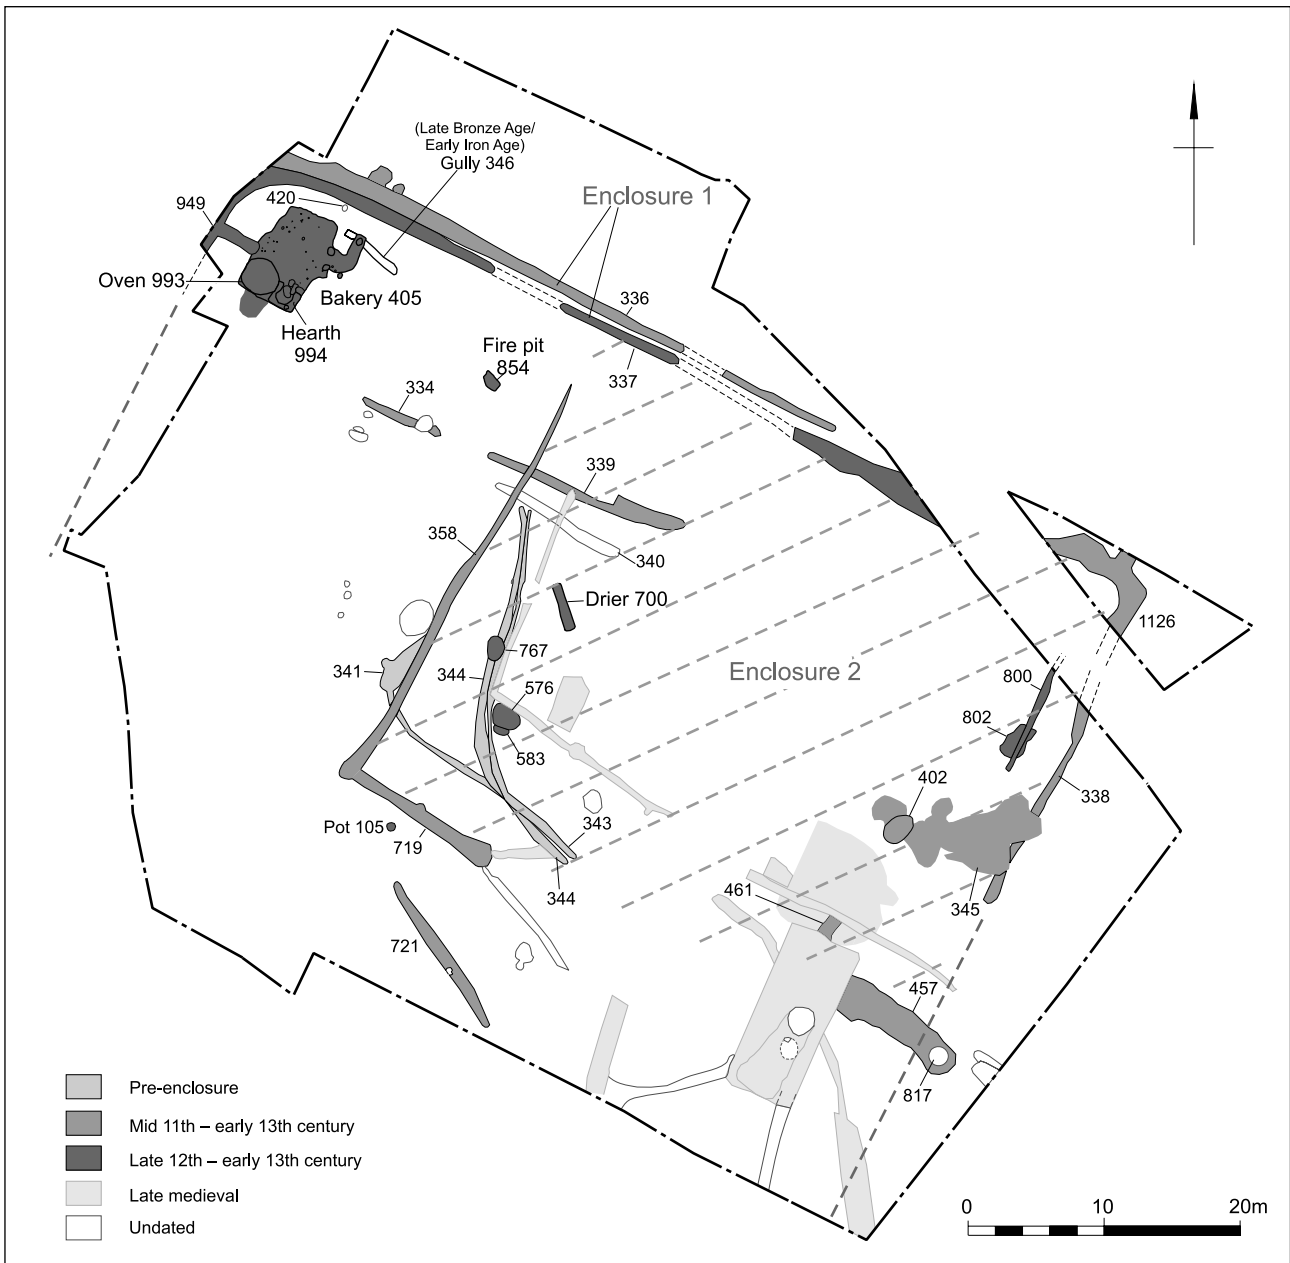 (Late Bronze Age/
Early Iron Age)
Gully 346
Enclosure 1
949
420
Oven 993
Bakery 405
Hearth
994
336
Fire pit
854
337
334
339
358
340
Drier 700
1126
767
341
344
576
Enclosure 2
800
802
583
402
338
Pot 105
719
343
344
461
345
721
457
817
Pre-enclosure
Mid 11th – early 13th century
Late 12th – early 13th century
Late medieval
Undated
0 10 20m